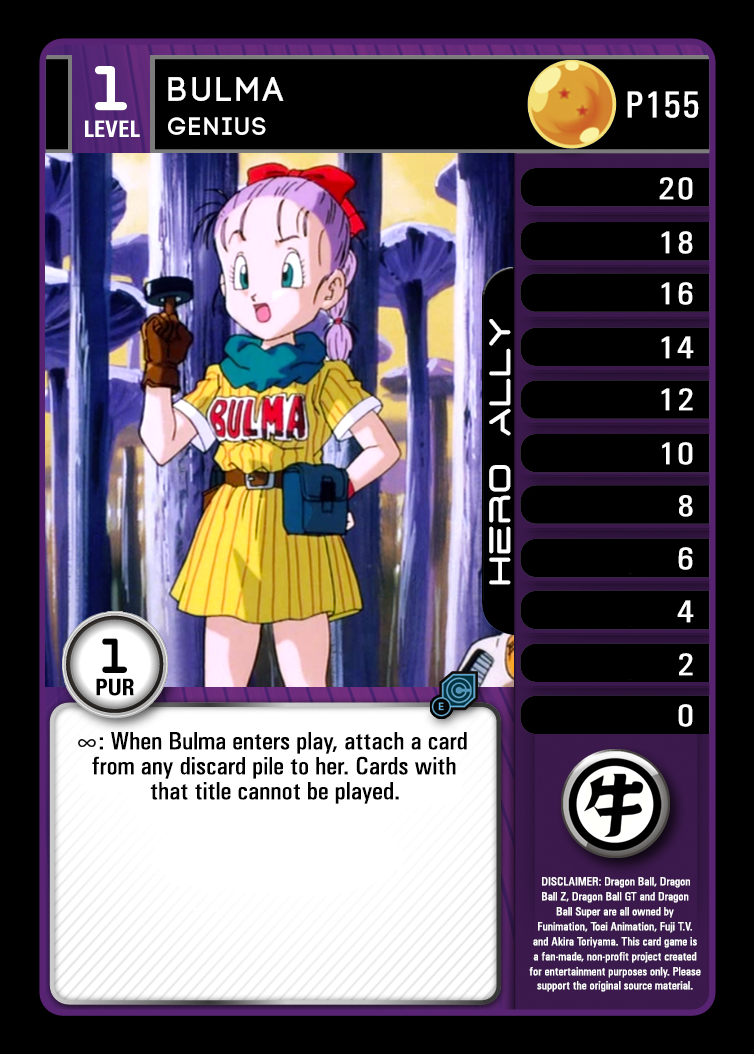 1
LEVEL
BULMA
GENIUS
P155
BULMA
HERO ALLY
20
18
16
14
12
10
8
6
4
2
0
1
PUR
E
∞: When Bulma enters play, attach a card
from any discard pile to her. Cards with
that title cannot be played.
牛
DISCLAIMER: Dragon Ball, Dragon
Ball Z, Dragon Ball GT and Dragon
Ball Super are all owned by
Funimation, Toei Animation, Fuji T.V.
and Akira Toriyama. This card game is
a fan-made, non-profit project created
for entertainment purposes only. Please
support the original source material.